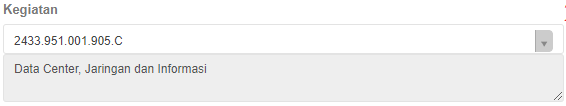 Kegiatan
2433.951.001.905.C
Data Center, Jaringan dan Informasi